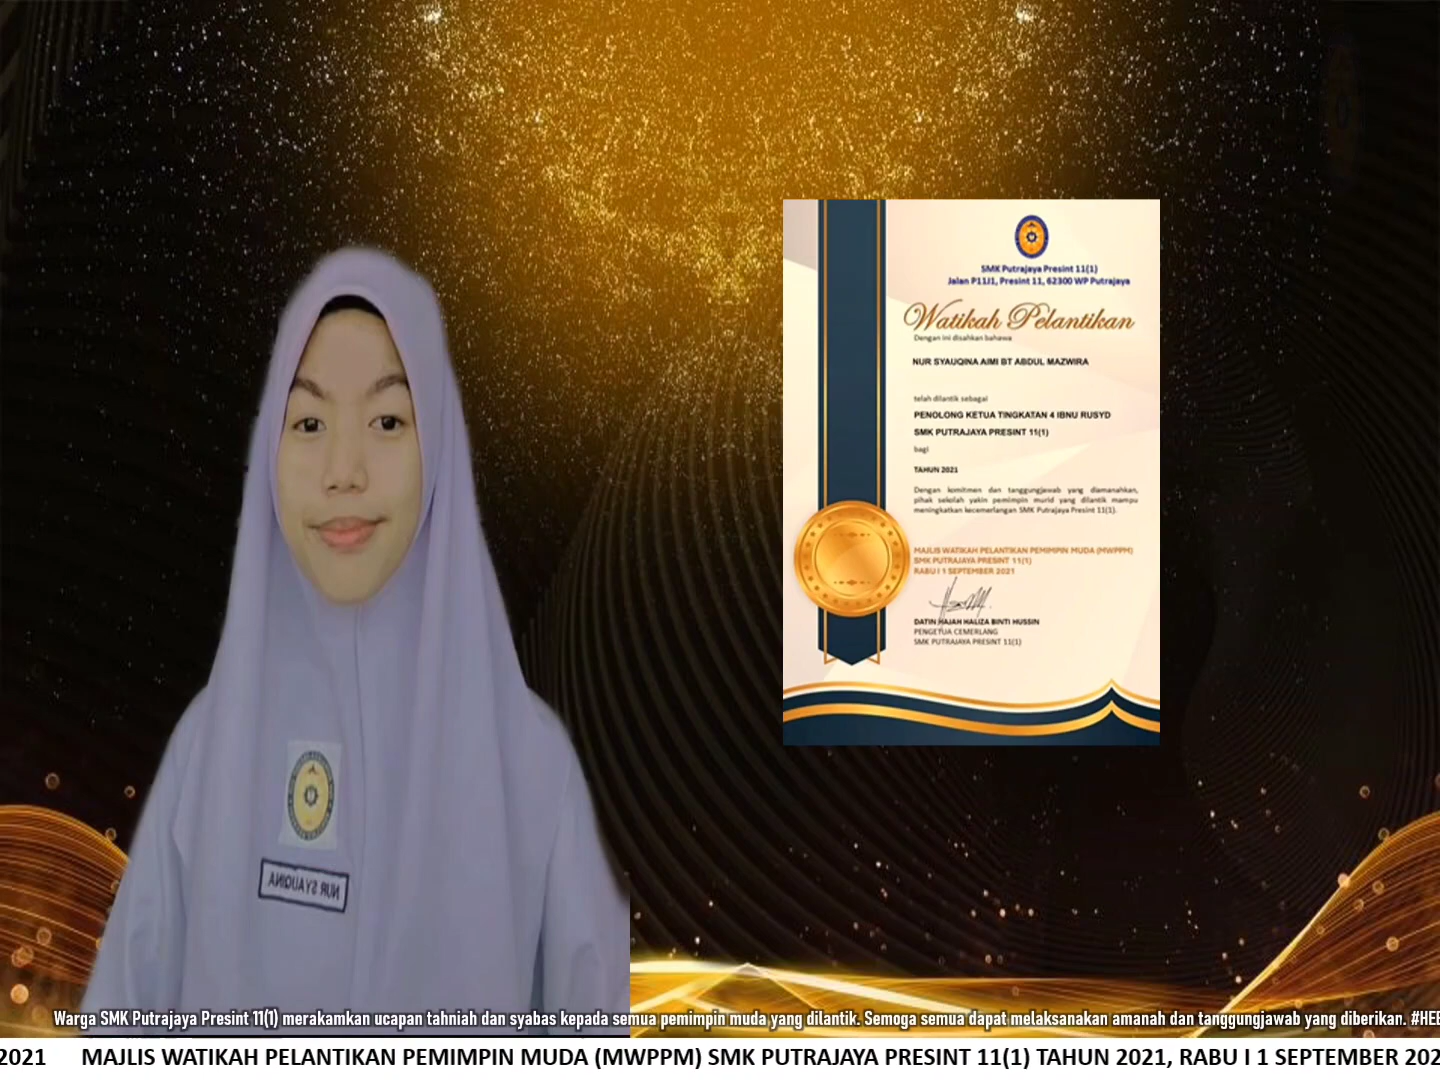 SMK Putrajaya Presint 11(1)
Jalan P11J1, Presint 11, 62300 WP Putrajaya
Watikah Pelantikan
Dengan ini disahkan bahawa
NUR SYAUQINA AIMI BT ABDUL MAZWIRA
telah dilantik sebagai
PENOLONG KETUA TINGKATAN 4 IBNU RUSYD
SMK PUTRAJAYA PRESINT 11(1)
bagi
TAHUN 2021
Dengan komitmen dan tanggungjawab yang diamanahkan,
pihak sekolah yakin pemimpin murid yang dilantik mampu
meningkatkan kecemerlangan SMK Putrajaya Presint 11(1).
MAJLIS WATIKAH PELANTIKAN PEMIMPIN MUDA (MWPPM)
SMK PUTRAJAYA PRESINT 11(1)
RABU I 1 SEPTEMBER 2021
DATIN HAJAH HALIZA BINTI HUSSIN
PENGETUA CEMERLANG
SMK PUTRAJAYA PRESINT 11(1)
NUR SYAUQINA
Warga SMK Putrajaya Presint 11(1) merakamkan ucapan tahniah dan syabas kepada semua pemimpin muda yang dilantik. Semoga semua dapat melaksanakan amanah dan tanggungjawab yang diberikan. #HE
2021 MAJLIS WATIKAH PELANTIKAN PEMIMPIN MUDA (MWPPM) SMK PUTRAJAYA PRESINT 11(1) TAHUN 2021, RABU I 1 SEPTEMBER 202